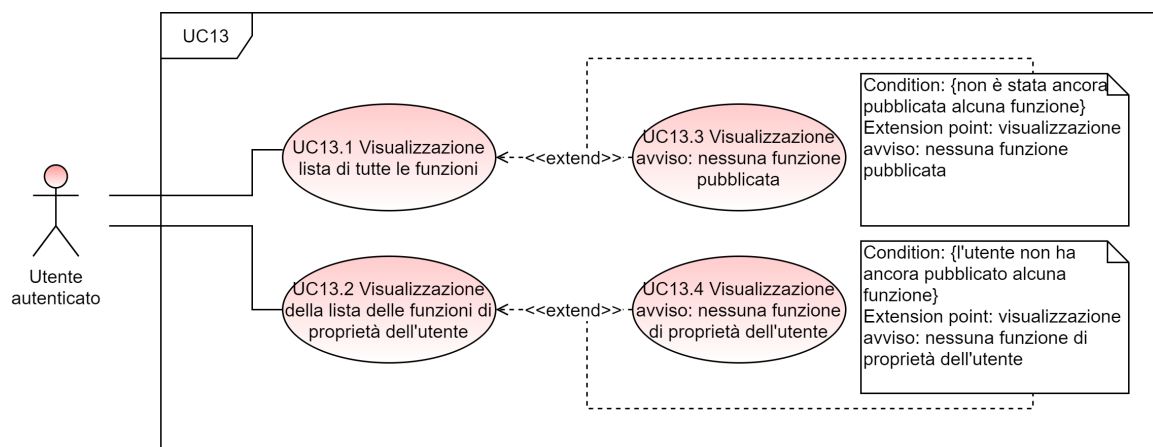 UC13
UC13.1 Visualizzazione
lista di tutte le funzioni
<<extend>>
UC13.3 Visualizzazione
avviso: nessuna funzione
pubblicata
Condition: {non è stata ancora
pubblicata alcuna funzione}
Extension point: visualizzazione
avviso: nessuna funzione
pubblicata
Utente
autenticato
UC13.2 Visualizzazione
della lista delle funzioni di
proprietà dell'utente
<<extend>>
UC13.4 Visualizzazione
avviso: nessuna funzione
di proprietà dell'utente
Condition: {l'utente non ha
ancora pubblicato alcuna
funzione}
Extension point: visualizzazione
avviso: nessuna funzione di
proprietà dell'utente